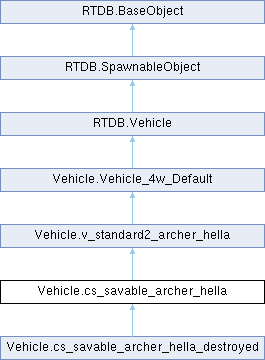 RTDB.BaseObject
RTDB.SpawnableObject
RTDB.Vehicle
Vehicle.Vehicle_4w_Default
Vehicle.v_standard2_archer_hella
Vehicle.cs_savable_archer_hella
Vehicle.cs_savable_archer_hella_destroyed